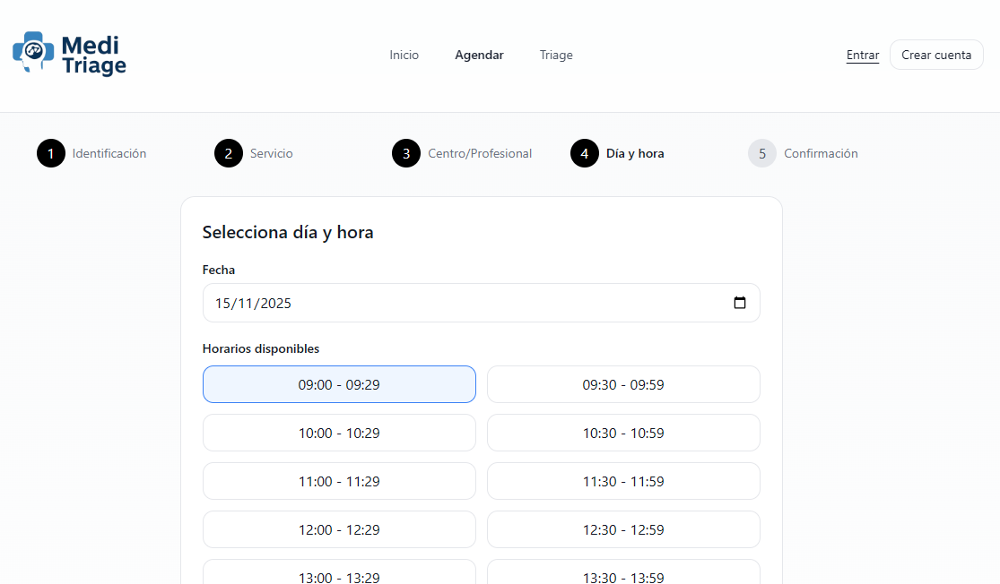 Medi
Triage
Inicio Agendar Triage
Entrar Crear cuenta
1 Identificación 2 Servicio 3 Centro/Profesional 4 Día y hora 5 Confirmación
Selecciona día y hora
Fecha
15/11/2025
Horarios disponibles
09:00 - 09:29 09:30 - 09:59
10:00 - 10:29 10:30 - 10:59
11:00 - 11:29 11:30 - 11:59
12:00 - 12:29 12:30 - 12:59
13:00 - 13:29 13:30 - 13:59